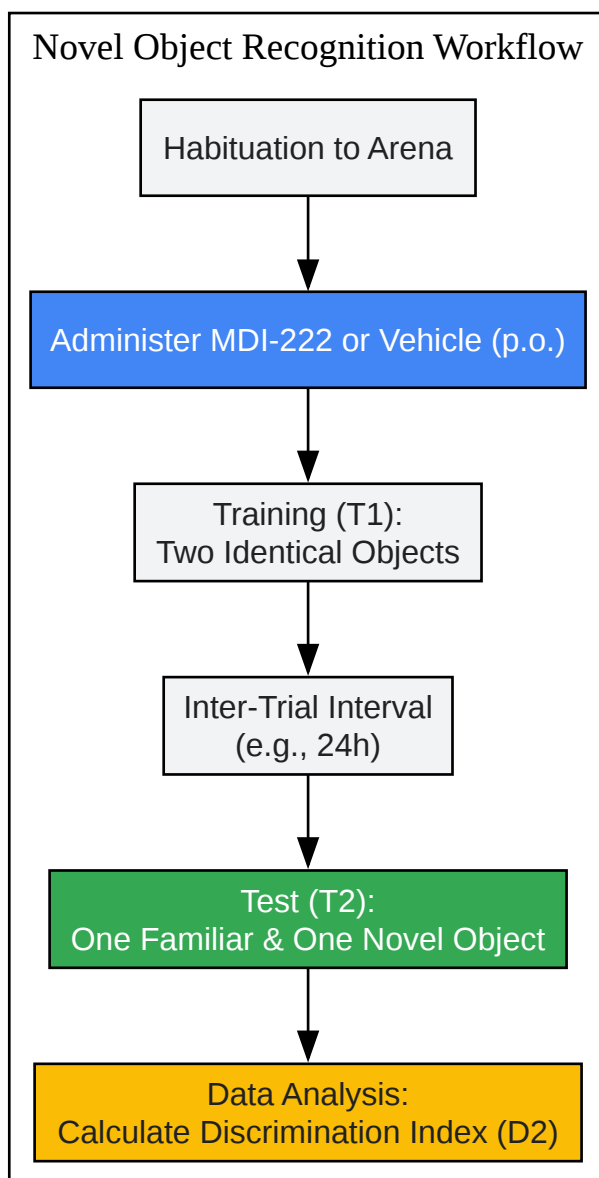 Novel Object Recognition Workflow
Habituation to Arena
Administer MDI-222 or Vehicle (p.o.)
Training (T1):
Two Identical Objects
Inter-Trial Interval
(e.g., 24h)
Test (T2):
One Familiar & One Novel Object
Data Analysis:
Calculate Discrimination Index (D2)